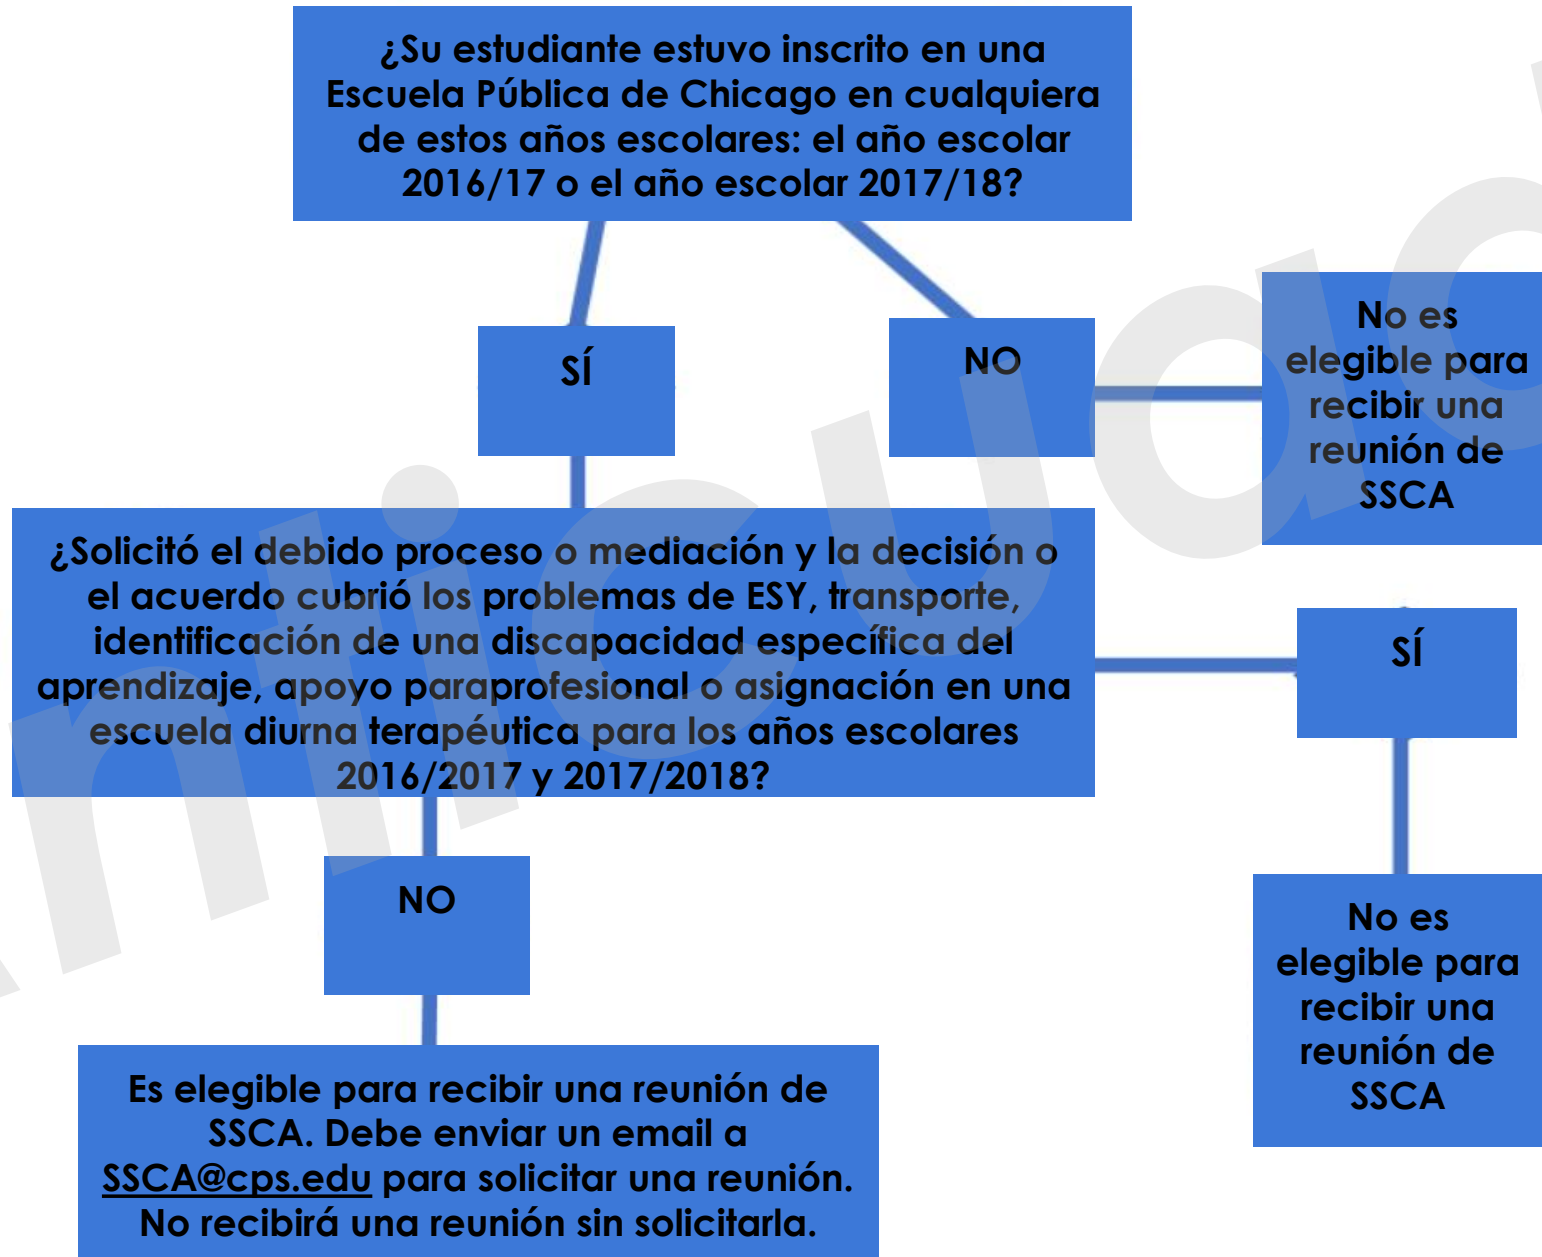 ¿Su estudiante estuvo inscrito en una
Escuela Pública de Chicago en cualquiera
de estos años escolares: el año escolar
2016/17 o el año escolar 2017/18?
SÍ
NO
No es
elegible para
recibir una
reunión de
SSCA
¿Solicitó el debido proceso o mediación y la decisión o
el acuerdo cubrió los problemas de ESY, transporte,
identificación de una discapacidad específica del
aprendizaje, apoyo paraprofesional o asignación en una
escuela diurna terapéutica para los años escolares
2016/2017 y 2017/2018?
SÍ
NO
No es
elegible para
recibir una
reunión de
SSCA
Es elegible para recibir una reunión de
SSCA. Debe enviar un email a
SSCA@cps.edu para solicitar una reunión.
No recibirá una reunión sin solicitarla.